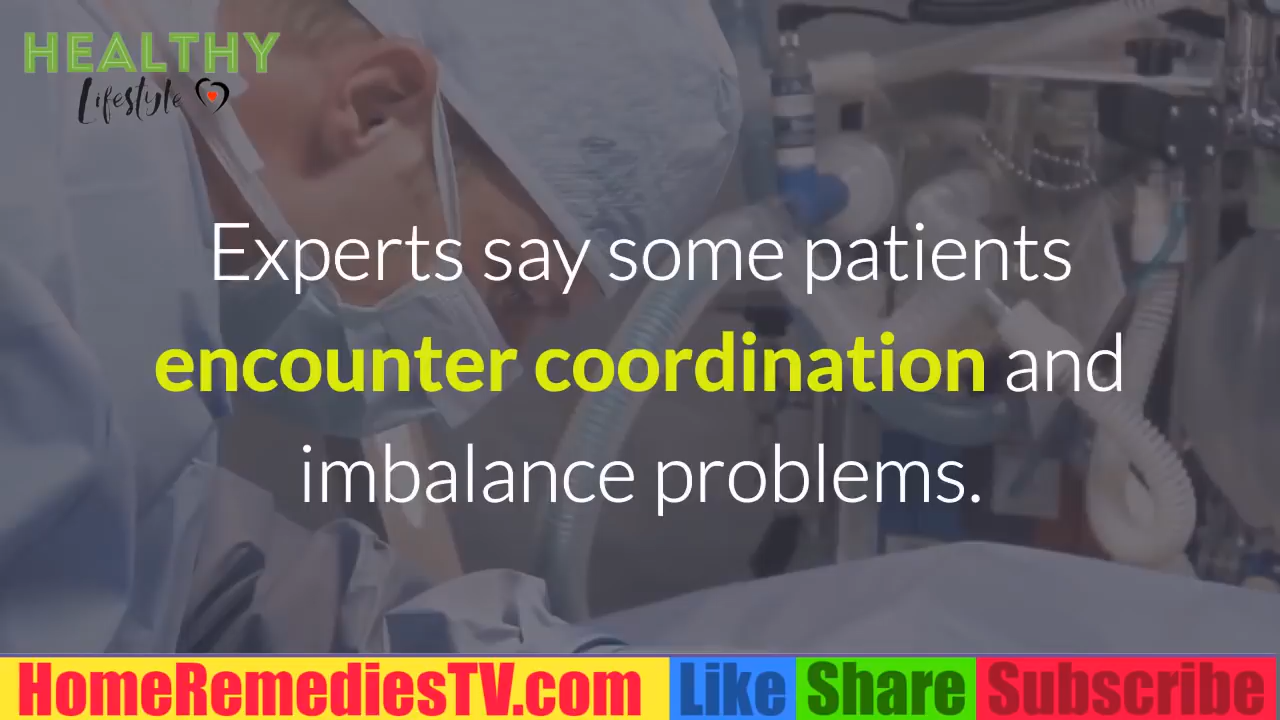 HEALTHY
Lifestyle
Experts say some patients
encounter coordination and
imbalance problems.
HomeRemediesTV.com Like Share Subscribe